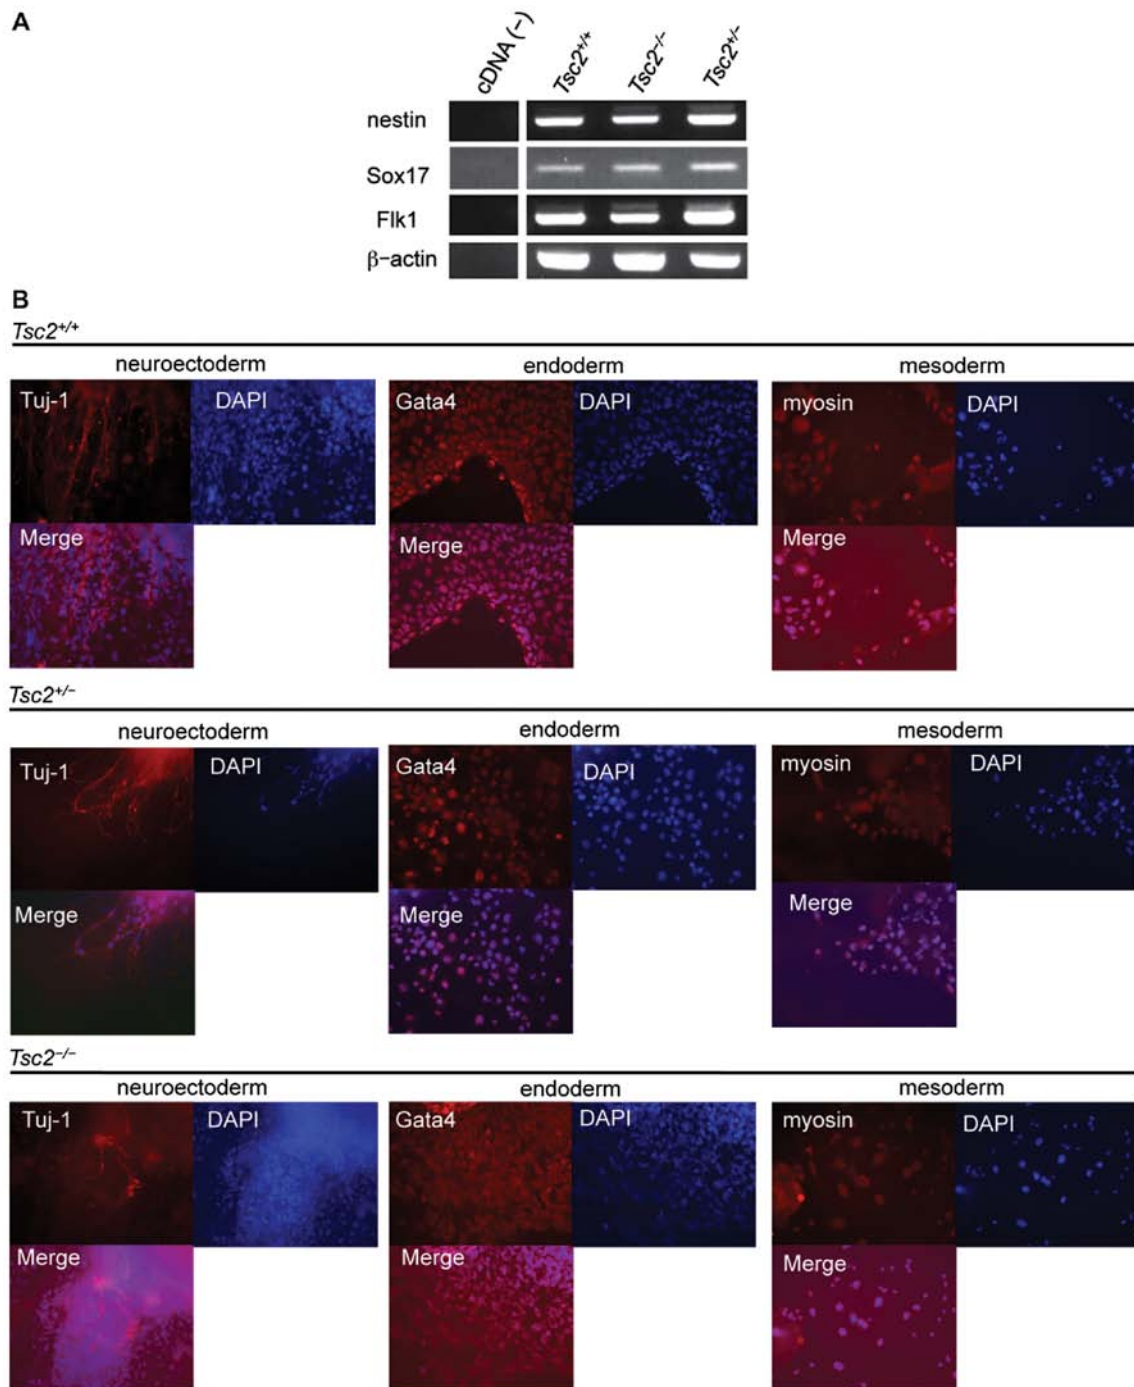 A
cDNA (−) Tsc2+/+ Tsc2−/− Tsc2+/−
nestin
Sox17
Flk1
β−actin
B
Tsc2+/+
neuroectoderm endoderm mesoderm
Tuj-1 DAPI Gata4 DAPI myosin DAPI
Merge Merge Merge
Tsc2+/−
neuroectoderm endoderm mesoderm
Tuj-1 DAPI Gata4 DAPI myosin DAPI
Merge Merge Merge
Tsc2−/−
neuroectoderm endoderm mesoderm
Tuj-1 DAPI Gata4 DAPI myosin DAPI
Merge Merge Merge